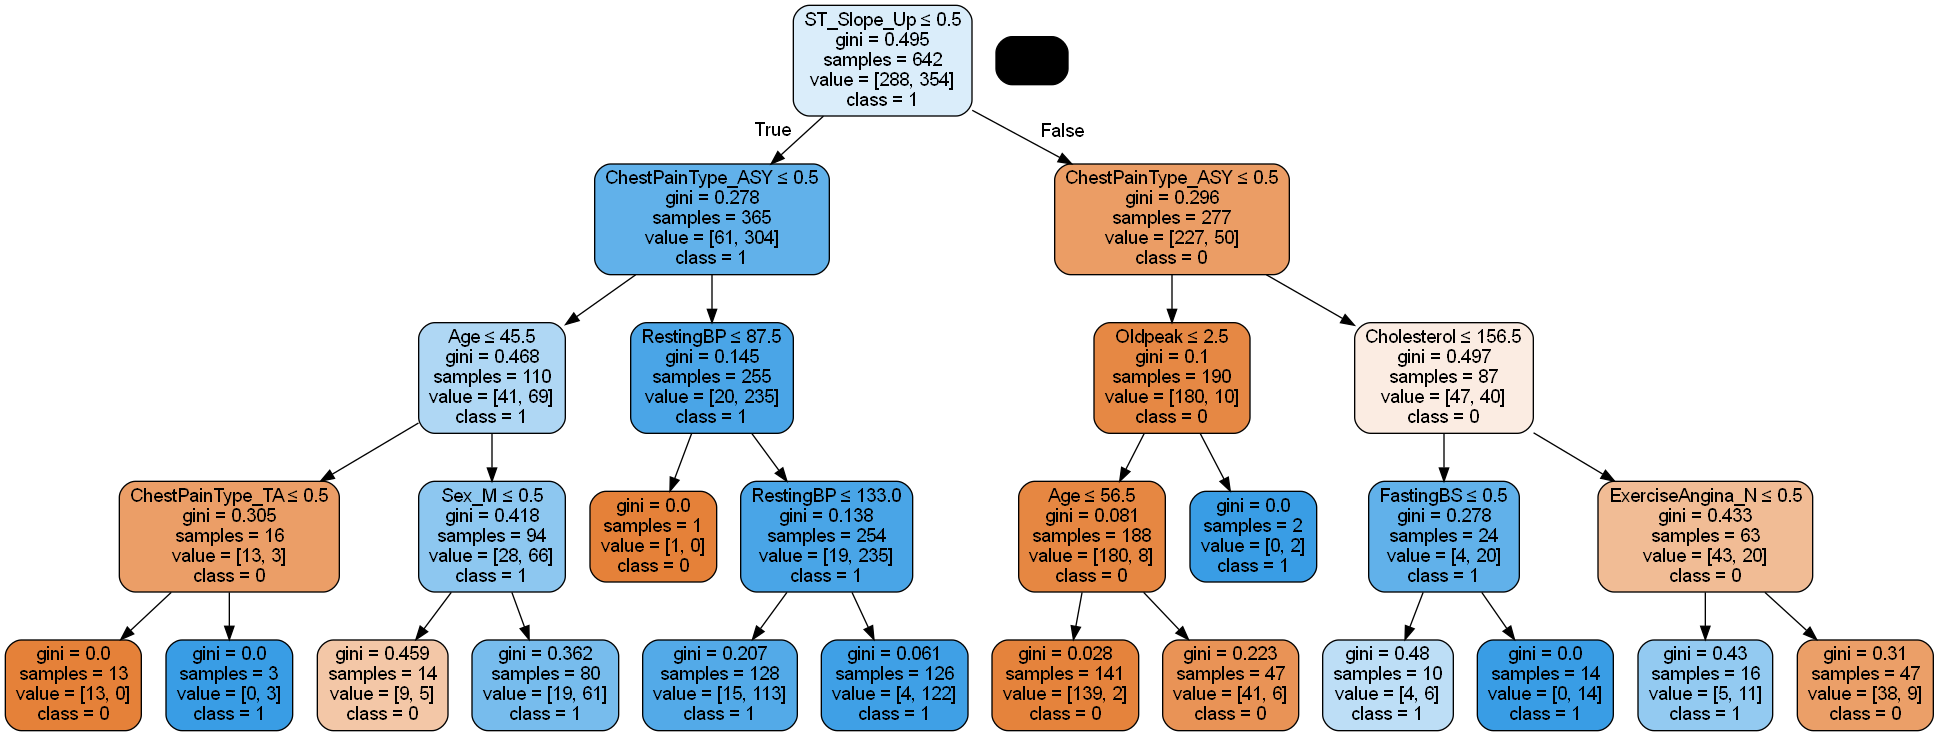 ST_Slope_Up ≤ 0.5
gini = 0.495
samples = 642
value = [288, 354]
class = 1
True
False
ChestPainType_ASY ≤ 0.5
gini = 0.278
samples = 365
value = [61, 304]
class = 1
ChestPainType_ASY ≤ 0.5
gini = 0.296
samples = 277
value = [227, 50]
class = 0
Age ≤ 45.5
gini = 0.468
samples = 110
value = [41, 69]
class = 1
RestingBP ≤ 87.5
gini = 0.145
samples = 255
value = [20, 235]
class = 1
Oldpeak ≤ 2.5
gini = 0.1
samples = 190
value = [180, 10]
class = 0
Cholesterol ≤ 156.5
gini = 0.497
samples = 87
value = [47, 40]
class = 0
ChestPainType_TA ≤ 0.5
gini = 0.305
samples = 16
value = [13, 3]
class = 0
Sex_M ≤ 0.5
gini = 0.418
samples = 94
value = [28, 66]
class = 1
gini = 0.0
samples = 1
value = [1, 0]
class = 0
RestingBP ≤ 133.0
gini = 0.138
samples = 254
value = [19, 235]
class = 1
Age ≤ 56.5
gini = 0.081
samples = 188
value = [180, 8]
class = 0
gini = 0.0
samples = 2
value = [0, 2]
class = 1
FastingBS ≤ 0.5
gini = 0.278
samples = 24
value = [4, 20]
class = 1
ExerciseAngina_N ≤ 0.5
gini = 0.433
samples = 63
value = [43, 20]
class = 0
gini = 0.0
samples = 13
value = [13, 0]
class = 0
gini = 0.0
samples = 3
value = [0, 3]
class = 1
gini = 0.459
samples = 14
value = [9, 5]
class = 0
gini = 0.362
samples = 80
value = [19, 61]
class = 1
gini = 0.207
samples = 128
value = [15, 113]
class = 1
gini = 0.061
samples = 126
value = [4, 122]
class = 1
gini = 0.028
samples = 141
value = [139, 2]
class = 0
gini = 0.223
samples = 47
value = [41, 6]
class = 0
gini = 0.48
samples = 10
value = [4, 6]
class = 1
gini = 0.0
samples = 14
value = [0, 14]
class = 1
gini = 0.43
samples = 16
value = [5, 11]
class = 1
gini = 0.31
samples = 47
value = [38, 9]
class = 0